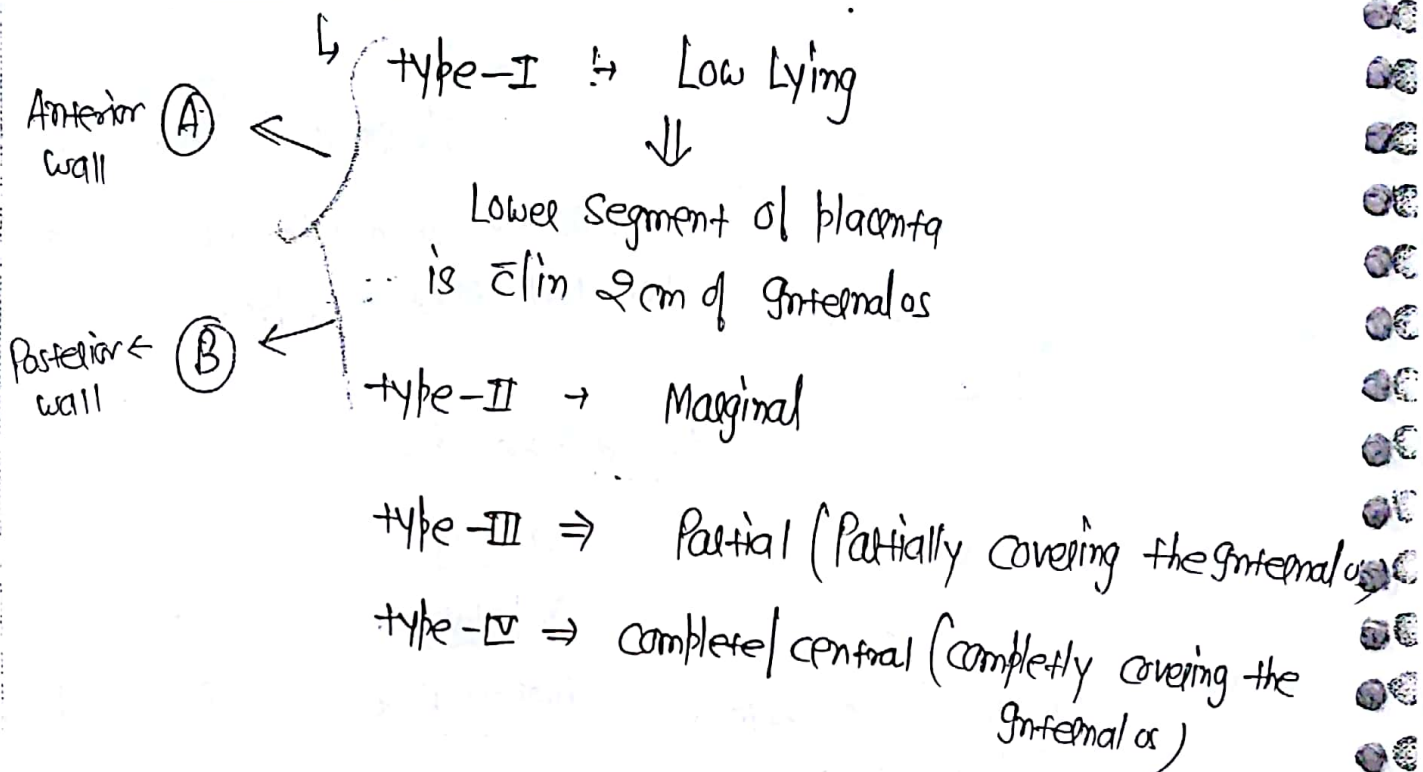 ↳ type-I :→ Low Lying
Anterior (A) ←
wall
⇓
Lower segment of placenta
is c̄/in 2cm of Internal os
Posterior ← (B) ←
wall
type-II → Marginal
type-III ⇒ Partial (Partially covering the Internal os)
type-IV ⇒ complete/central (completly covering the
Internal os)